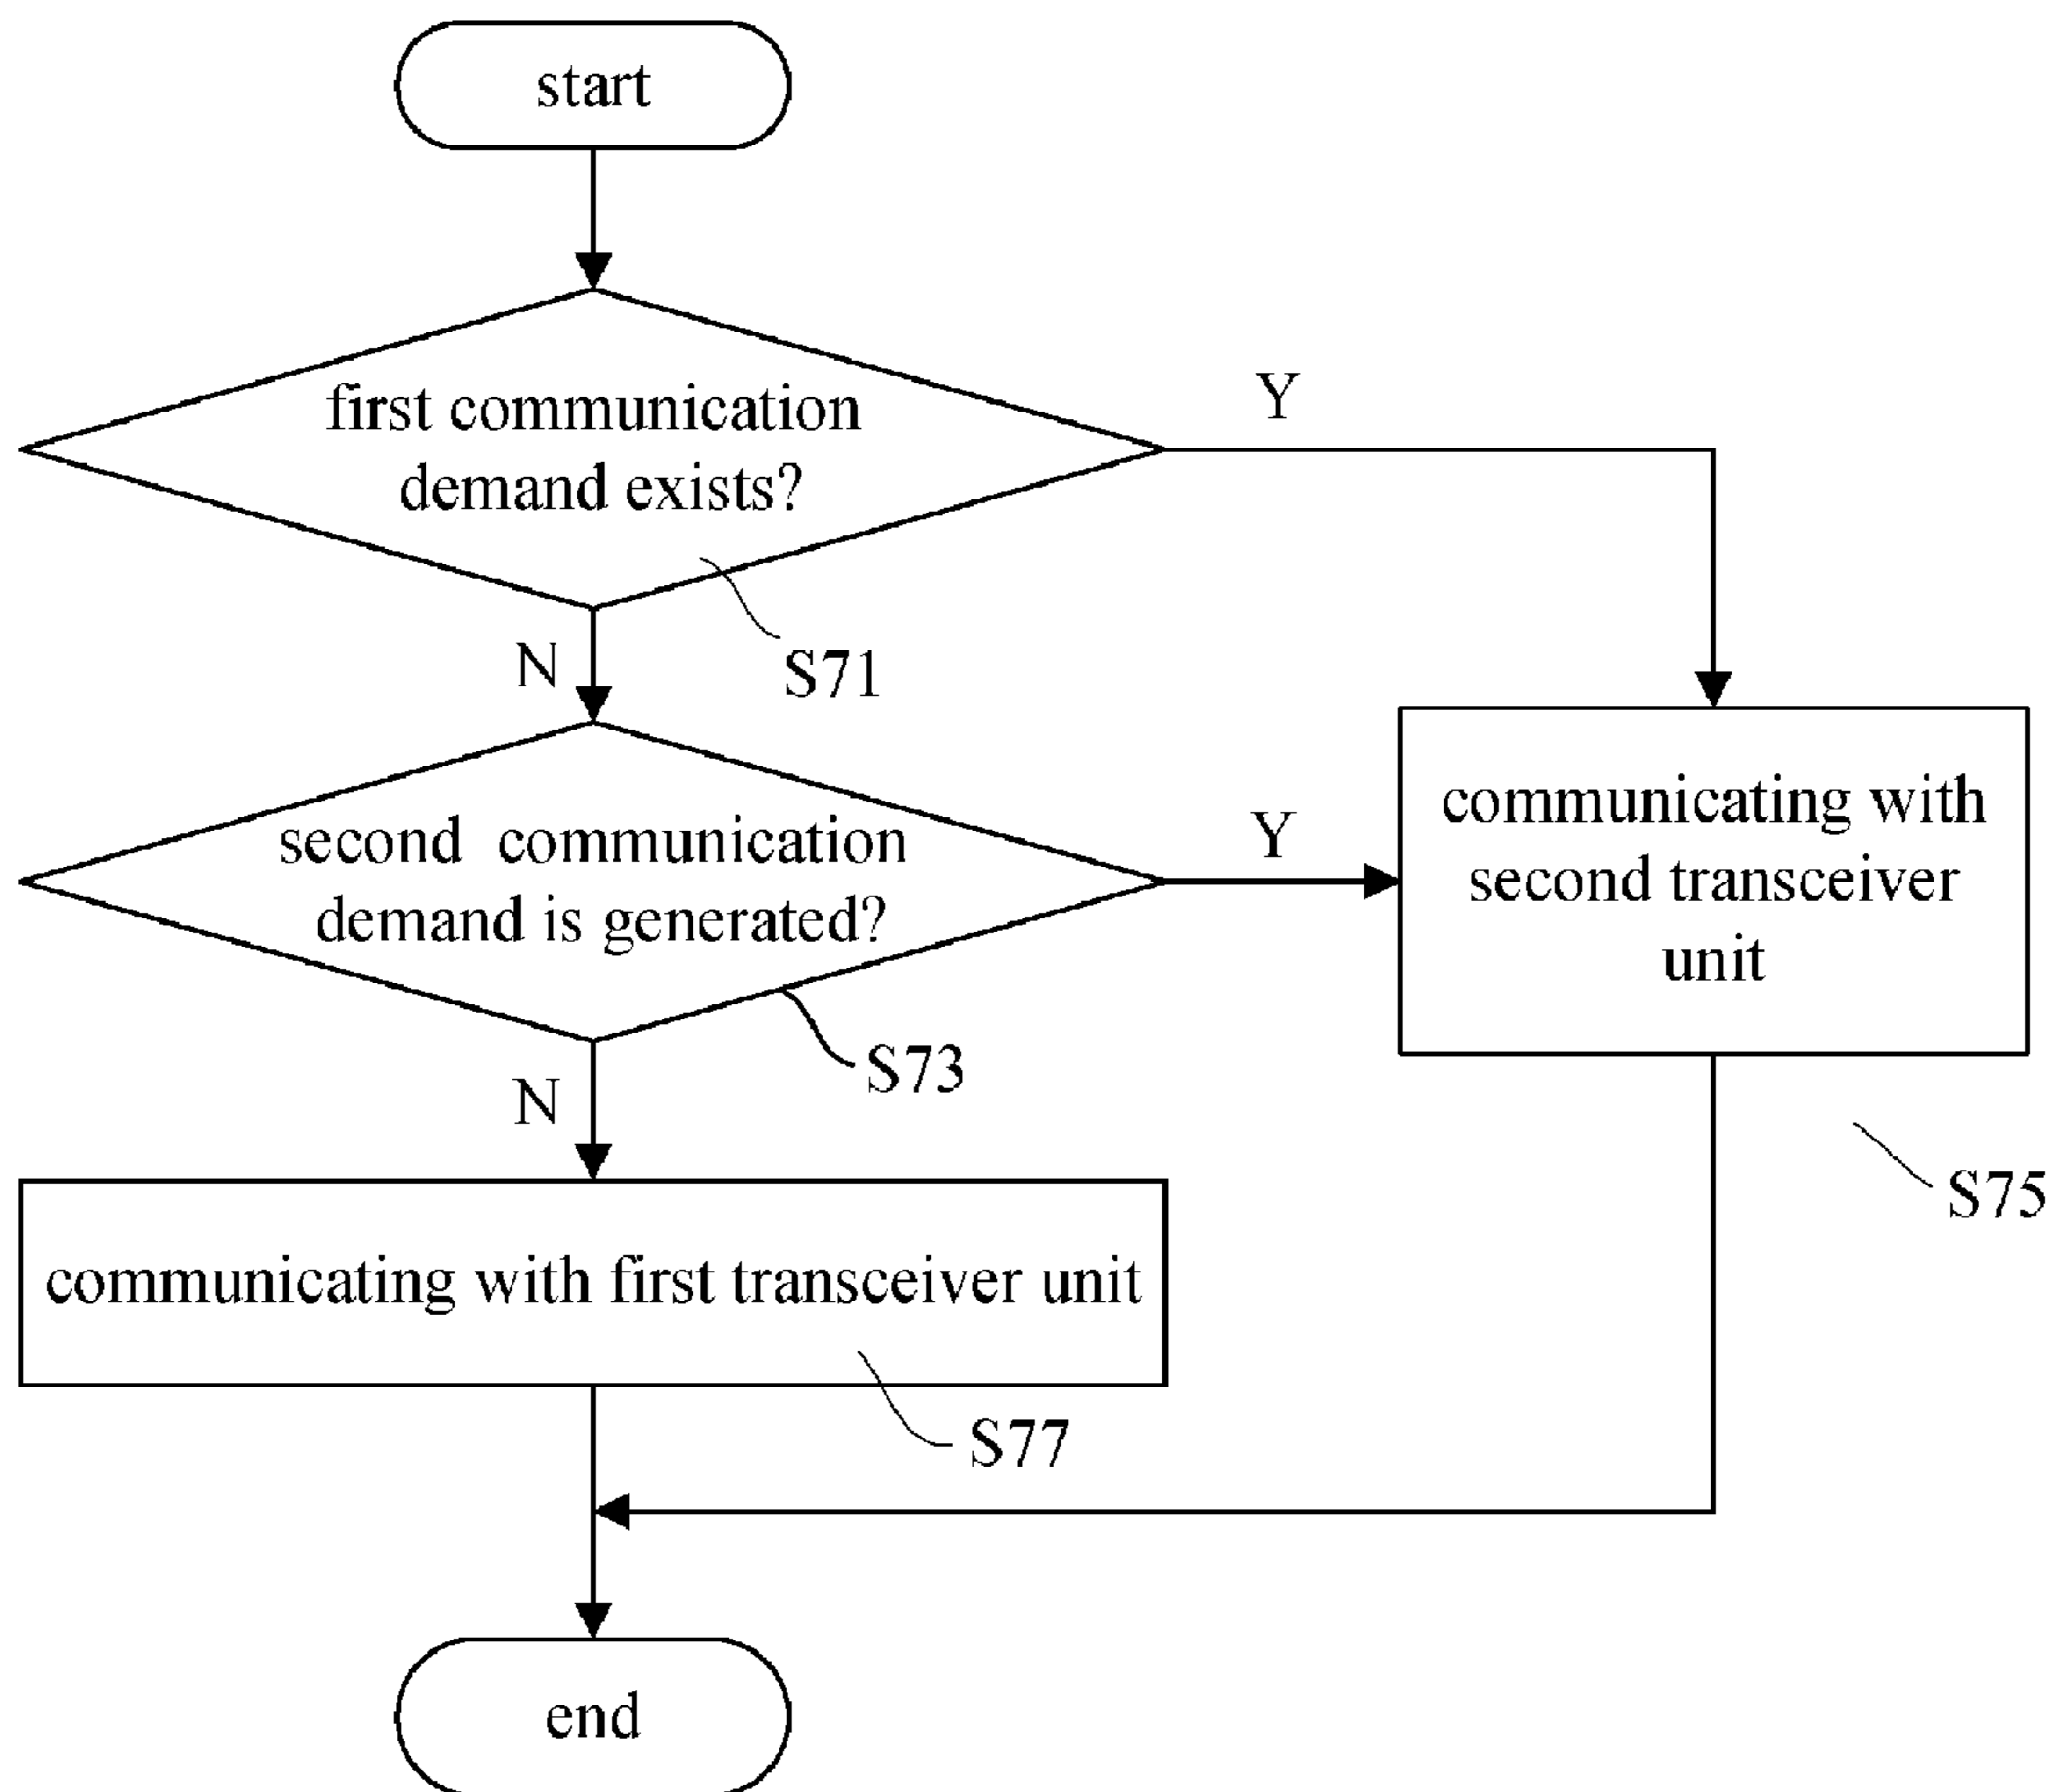 start
first communication
demand exists?
Y
N
S71
second communication
demand is generated?
Y
communicating with
second transceiver
unit
S73
N
S75
communicating with first transceiver unit
S77
end